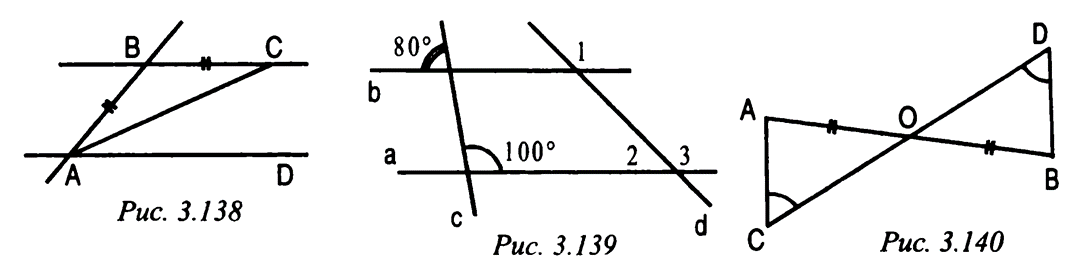 B C
A D
Рис. 3.138
80° 1
b
a 100° 2 3
c d
Рис. 3.139
D
A O
B
C
Рис. 3.140